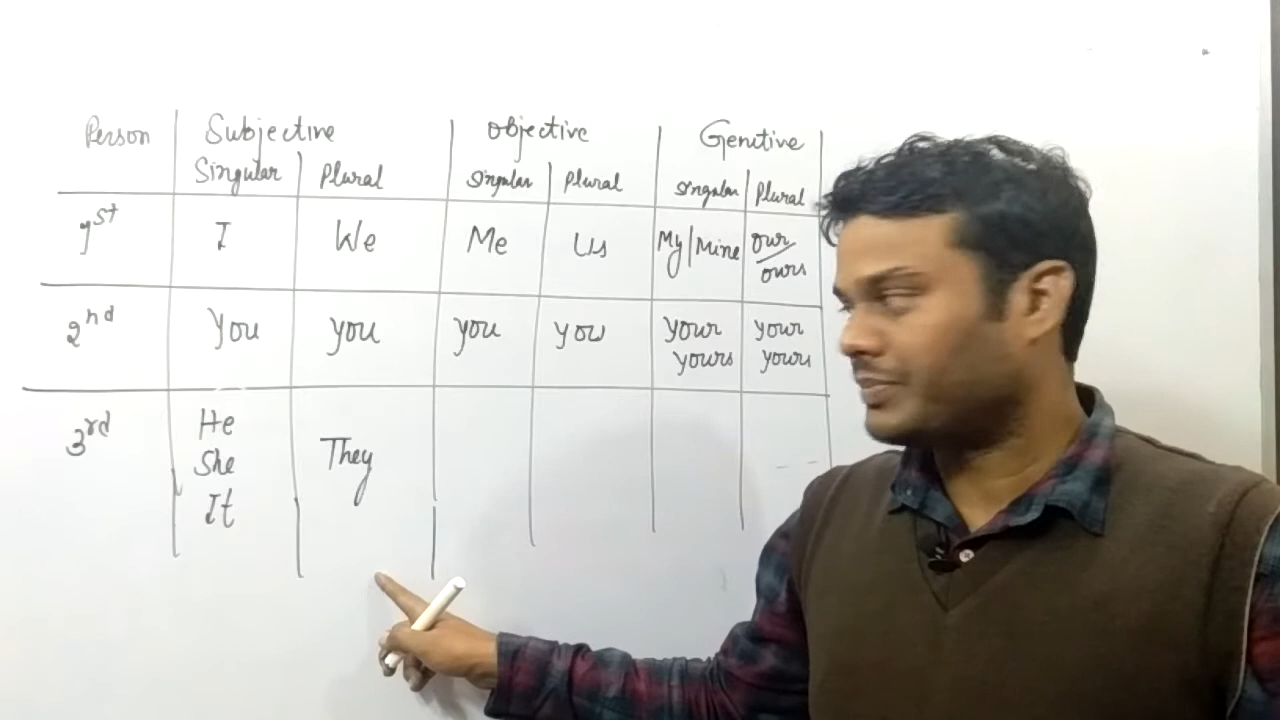 Person Subjective Objective Genitive
Singular Plural Singular Plural Singular Plural
1st I We Me Us My/Mine our/ours
2nd You you you you your yours your yours
3rd He She It They